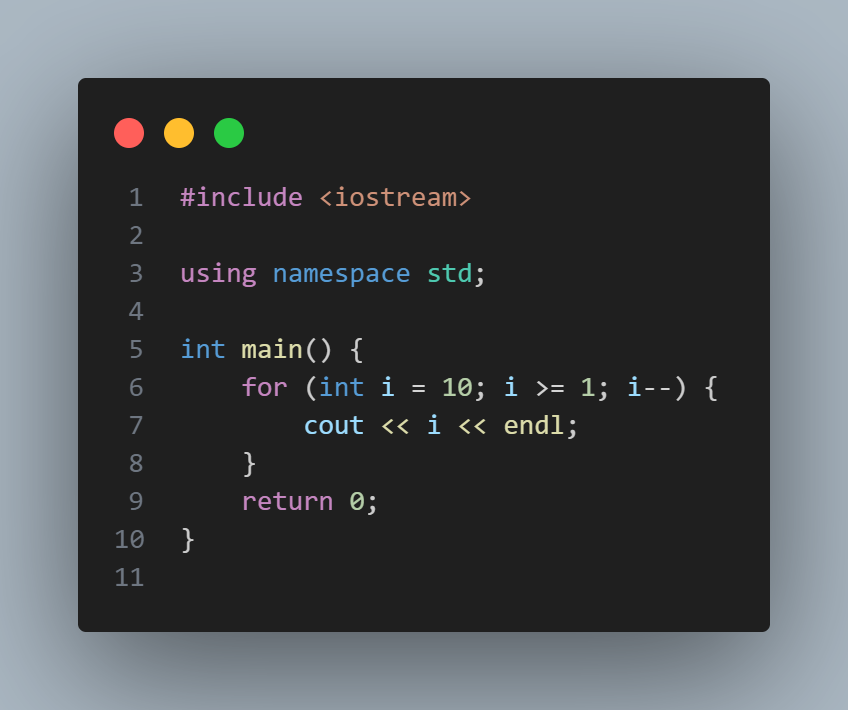 1 #include <iostream>
2
3 using namespace std;
4
5 int main() {
6     for (int i = 10; i >= 1; i--) {
7         cout << i << endl;
8     }
9     return 0;
10 }
11